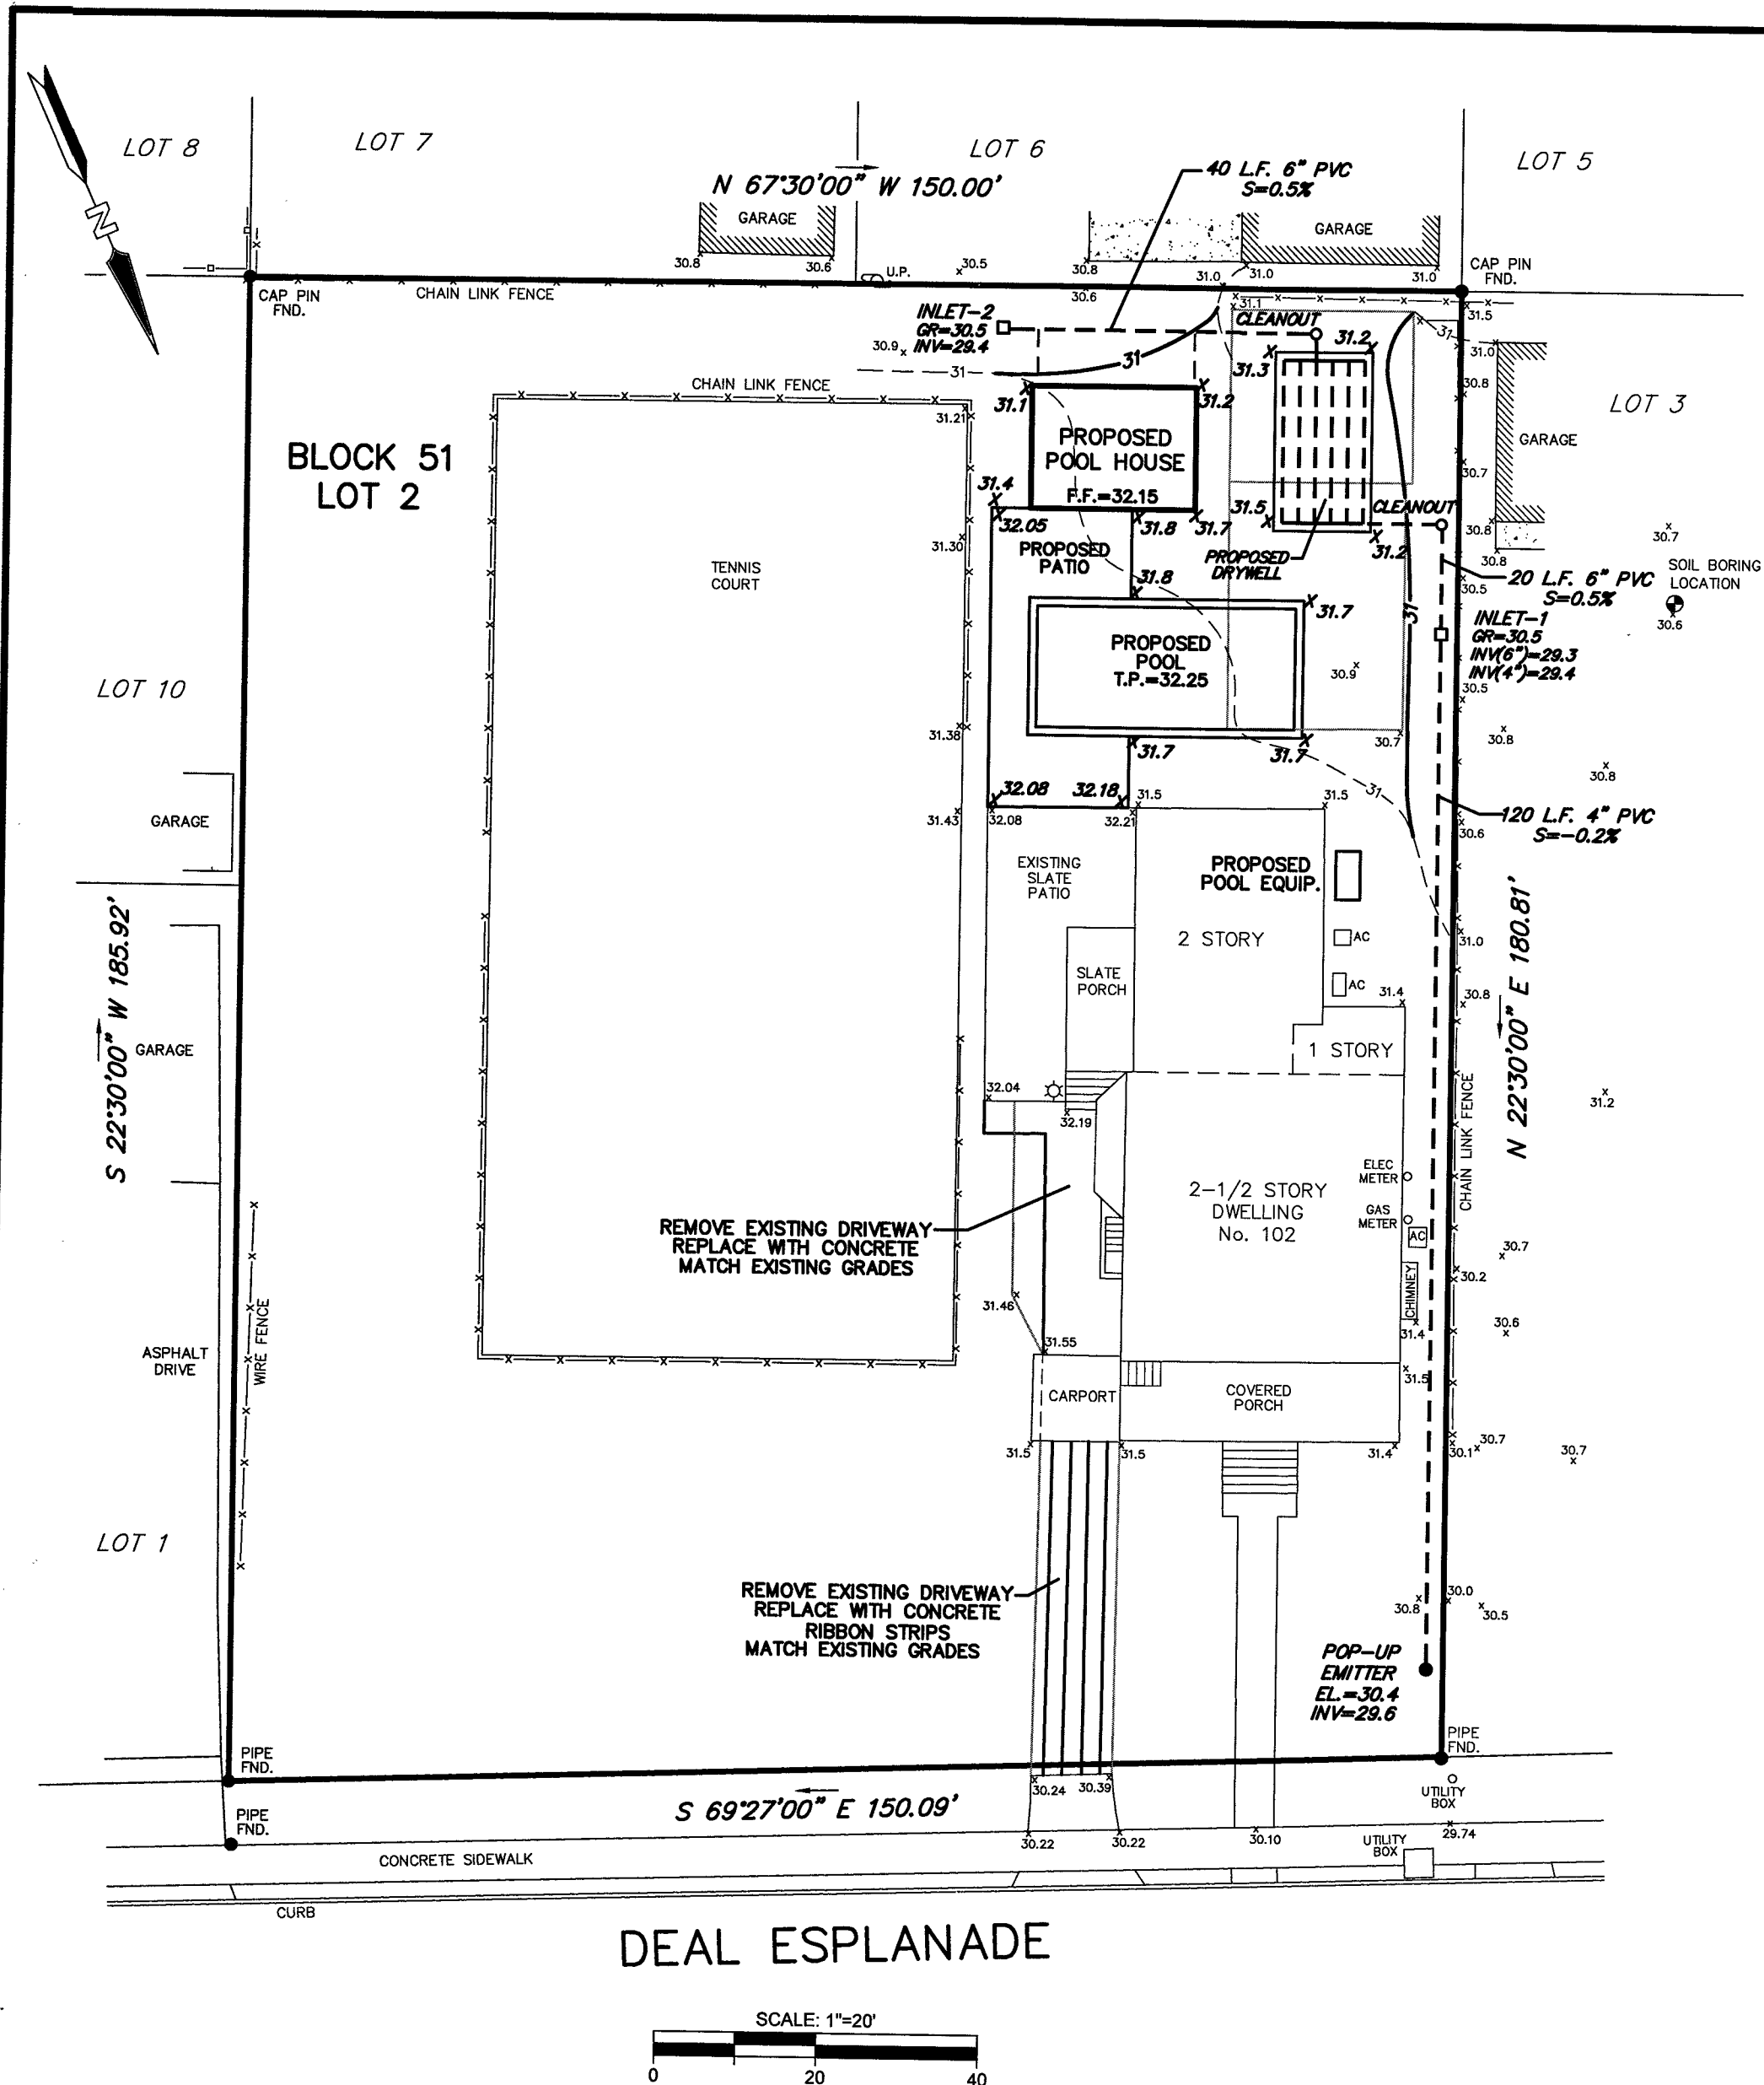 LOT 8
LOT 7
LOT 6
LOT 5
N 67°30'00" W 150.00'
40 L.F. 6" PVC
S=0.5%
N
GARAGE
GARAGE
30.8
30.6
U.P.
30.5
30.8
30.6
31.0
31.0
31.0
CAP PIN
FND.
CAP PIN
FND.
CHAIN LINK FENCE
INLET-2
GR=30.5
INV=29.4
30.9
31
31
CLEANOUT
31.1
31.2
31.3
31
31.5
31.0
30.8
LOT 3
GARAGE
CHAIN LINK FENCE
31.21
31.1
31.2
BLOCK 51
LOT 2
PROPOSED
POOL HOUSE
F.F.=32.15
30.7
31.4
32.05
31.8
31.7
31.5
31.2
CLEANOUT
30.8
30.8
30.7
31.30
PROPOSED
PATIO
PROPOSED
DRYWELL
TENNIS
COURT
31.8
31.7
31
20 L.F. 6" PVC
S=0.5%
30.5
SOIL BORING
LOCATION
30.6
INLET-1
GR=30.5
INV(6")=29.3
INV(4")=29.4
PROPOSED
POOL
T.P.=32.25
30.9
30.5
LOT 10
31.38
31.7
31.7
30.7
30.8
30.8
32.08
32.18
31.5
31.5
31
31.43
32.08
32.21
120 L.F. 4" PVC
S=-0.2%
30.6
GARAGE
EXISTING
SLATE
PATIO
PROPOSED
POOL EQUIP.
2 STORY
AC
AC
31.0
S 22°30'00" W 185.92'
N 22°30'00" E 180.81'
SLATE
PORCH
31.4
30.8
GARAGE
1 STORY
32.04
32.19
31.2
CHAIN LINK FENCE
ELEC
METER
GAS
METER
AC
2-1/2 STORY
DWELLING
No. 102
REMOVE EXISTING DRIVEWAY
REPLACE WITH CONCRETE
MATCH EXISTING GRADES
30.7
30.2
CHIMNEY
31.46
31.4
30.6
31.55
WIRE FENCE
ASPHALT
DRIVE
31.5
CARPORT
COVERED
PORCH
31.5
31.5
31.4
30.1
30.7
30.7
LOT 1
REMOVE EXISTING DRIVEWAY
REPLACE WITH CONCRETE
RIBBON STRIPS
MATCH EXISTING GRADES
30.8
30.0
30.5
POP-UP
EMITTER
EL.=30.4
INV=29.6
PIPE
FND.
PIPE
FND.
30.24
30.39
UTILITY
BOX
S 69°27'00" E 150.09'
PIPE
FND.
30.22
30.22
30.10
29.74
UTILITY
BOX
CONCRETE SIDEWALK
CURB
DEAL ESPLANADE
SCALE: 1"=20'
0
20
40